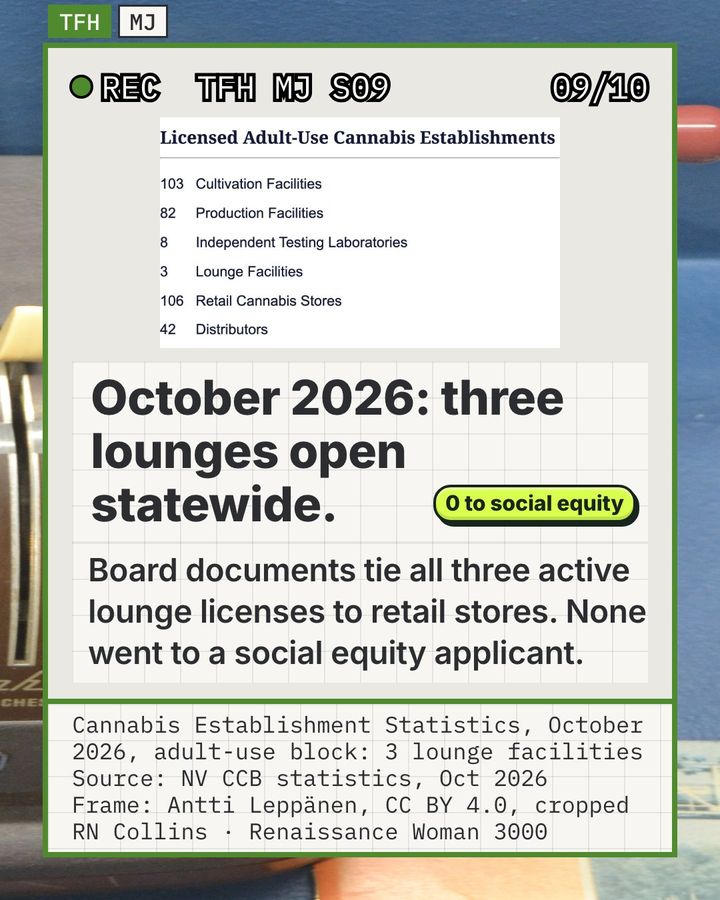 TFH MJ
REC TFH MJ S09 09/10
Licensed Adult-Use Cannabis Establishments
103 Cultivation Facilities
82 Production Facilities
8 Independent Testing Laboratories
3 Lounge Facilities
106 Retail Cannabis Stores
42 Distributors
October 2026: three
lounges open
statewide.
0 to social equity
Board documents tie all three active
lounge licenses to retail stores. None
went to a social equity applicant.
Cannabis Establishment Statistics, October
2026, adult-use block: 3 lounge facilities
Source: NV CCB statistics, Oct 2026
Frame: Antti Leppänen, CC BY 4.0, cropped
RN Collins · Renaissance Woman 3000